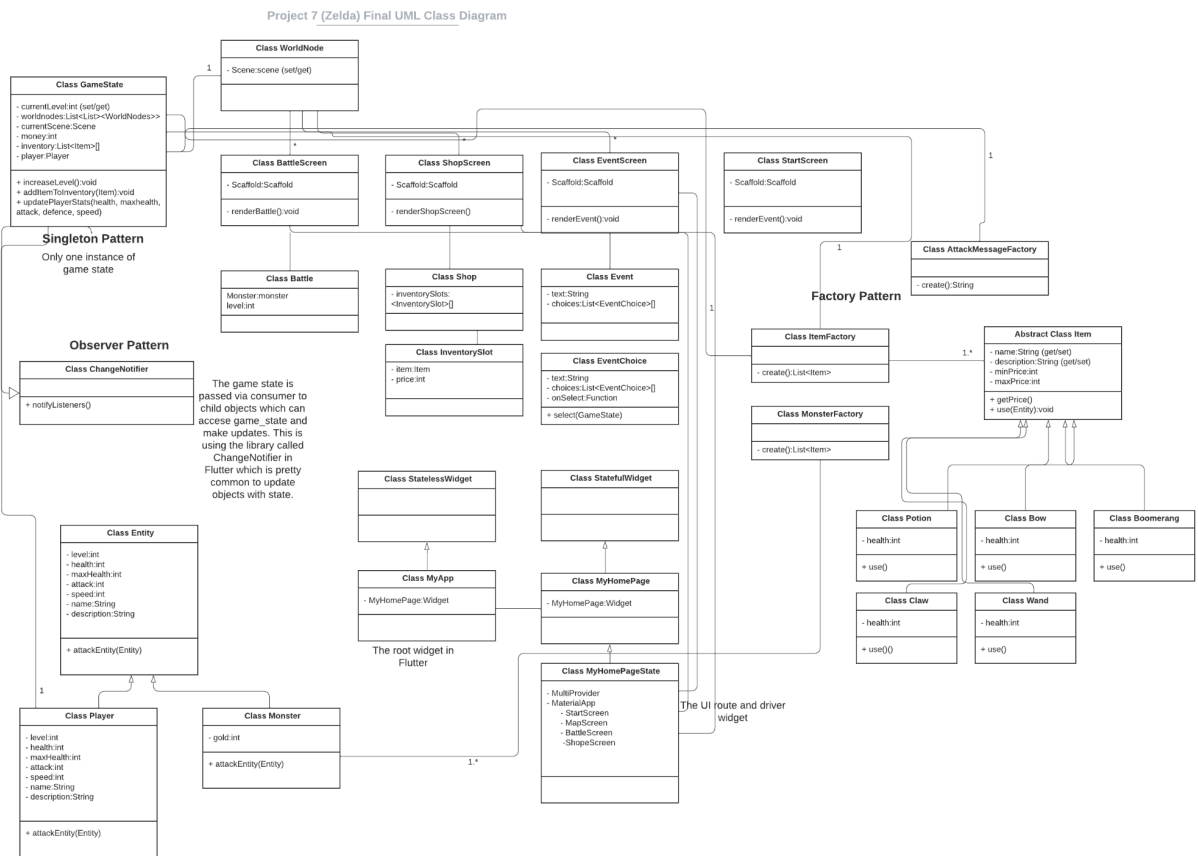 Project 7 (Zelda) Final UML Class Diagram
Class WorldNode
- Scene:scene (set/get)
1
Class GameState
- currentLevel:int (set/get)
- worldnodes:List<List><WorldNodes>>
- currentScene:Scene
- money:int
- inventory:List<Item>[]
- player:Player
+ increaseLevel():void
+ addItemToInventory(Item):void
+ updatePlayerStats(health, maxhealth,
attack, defence, speed)
Singleton Pattern
Only one instance of
game state
*
*
*
1
Class BattleScreen
- Scaffold:Scaffold
- renderBattle():void
Class ShopScreen
- Scaffold:Scaffold
- renderShopScreen()
Class EventScreen
- Scaffold:Scaffold
- renderEvent():void
Class StartScreen
- Scaffold:Scaffold
- renderEvent():void
1
Class AttackMessageFactory
- create():String
Factory Pattern
Class Battle
Monster:monster
level:int
Class Shop
- inventorySlots:
<InventorySlot>[]
Class Event
- text:String
- choices:List<EventChoice>[]
1
Class InventorySlot
- item:Item
- price:int
Class EventChoice
- text:String
- choices:List<EventChoice>[]
- onSelect:Function
+ select(GameState)
Class ItemFactory
- create():List<Item>
1.*
Abstract Class Item
- name:String (get/set)
- description:String (get/set)
- minPrice:int
- maxPrice:int
+ getPrice()
+ use(Entity):void
Class MonsterFactory
- create():List<Item>
Observer Pattern
Class ChangeNotifier
+ notifyListeners()
The game state is
passed via consumer to
child objects which can
accese game_state and
make updates. This is
using the library called
ChangeNotifier in
Flutter which is pretty
common to update
objects with state.
Class StatelessWidget
Class StatefulWidget
Class Potion
- health:int
+ use()
Class Bow
- health:int
+ use()
Class Boomerang
- health:int
+ use()
Class Claw
- health:int
+ use()()
Class Wand
- health:int
+ use()
Class Entity
- level:int
- health:int
- maxHealth:int
- attack:int
- speed:int
- name:String
- description:String
+ attackEntity(Entity)
Class MyApp
- MyHomePage:Widget
The root widget in
Flutter
Class MyHomePage
- MyHomePage:Widget
Class MyHomePageState
- MultiProvider
- MaterialApp
- StartScreen
- MapScreen
- BattleScreen
-ShopeScreen
The UI route and driver
widget
1
Class Player
- level:int
- health:int
- maxHealth:int
- attack:int
- speed:int
- name:String
- description:String
+ attackEntity(Entity)
Class Monster
- gold:int
+ attackEntity(Entity)
1.*